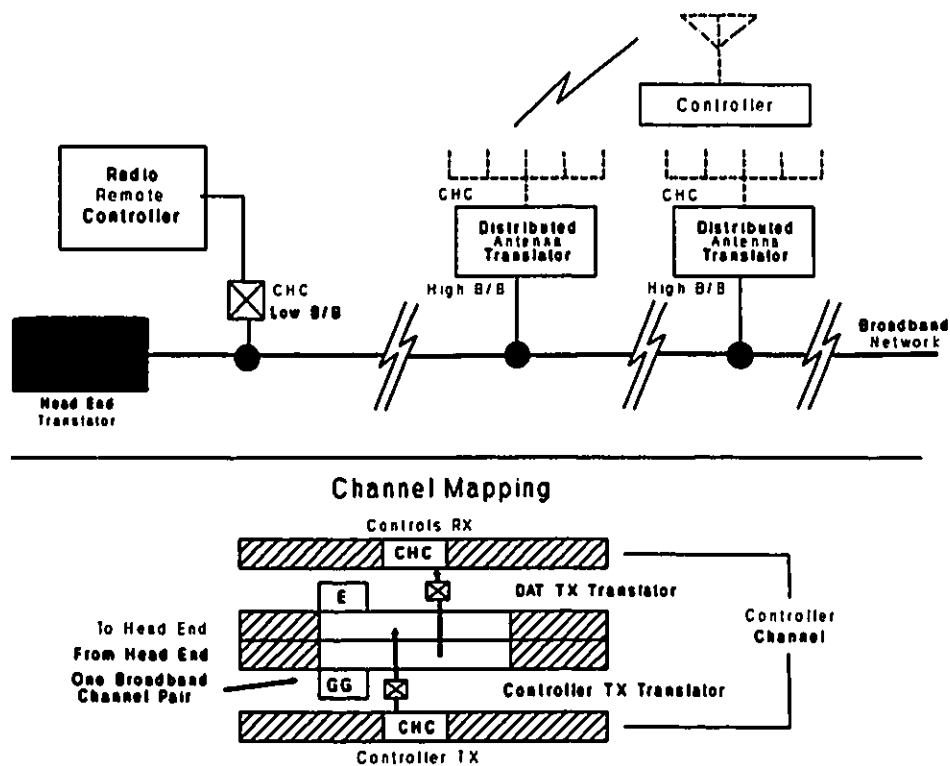 Controller
Radio
Remote
Controller
CHC
CHC
Distributed
Antenna
Translator
Distributed
Antenna
Translator
CHC
Low B/B
High B/B
High B/B
Broadband
Network
Head End
Translator
Channel Mapping
Controls RX
CHC
E
DAT TX Translator
To Head End
From Head End
Controller
Channel
One Broadband
Channel Pair
GG
Controller TX Translator
CHC
Controller TX